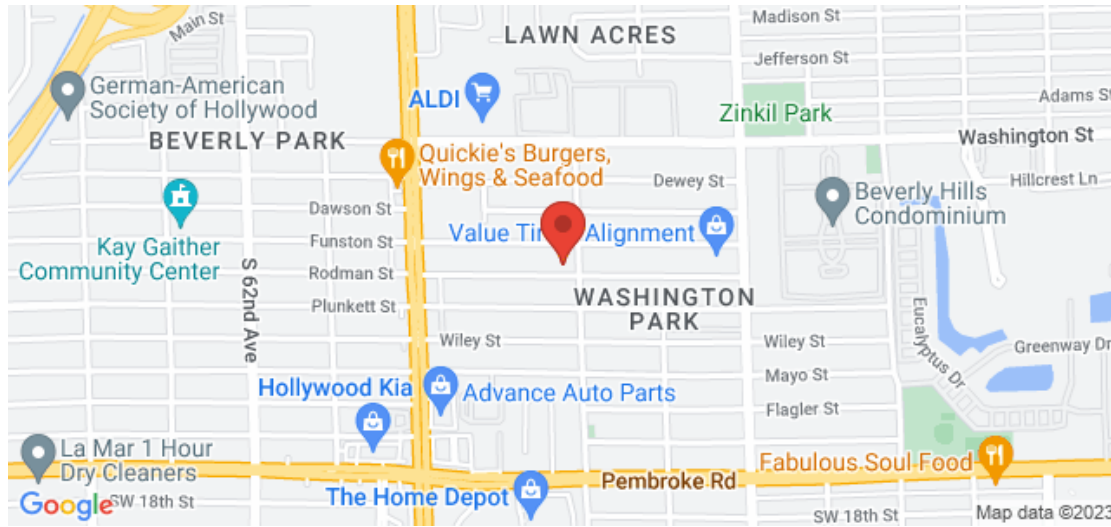 Main St
LAWN ACRES
Madison St
Jefferson St
German-American
Society of Hollywood
ALDI
Adams St
Zinkil Park
BEVERLY PARK
Washington St
Quickie's Burgers,
Wings & Seafood
Dewey St
Hillcrest Ln
Beverly Hills
Condominium
Dawson St
Kay Gaither
Community Center
Funston St
Value Ti Alignment
Rodman St
S 62nd Ave
WASHINGTON
PARK
Plunkett St
Eucalyptus Dr
Wiley St
Wiley St
Greenway Dr
Mayo St
Hollywood Kia
Advance Auto Parts
Flagler St
La Mar 1 Hour
Dry Cleaners
Fabulous Soul Food
Pembroke Rd
The Home Depot
Google
SW 18th St
SW 18th St
Map data ©2023